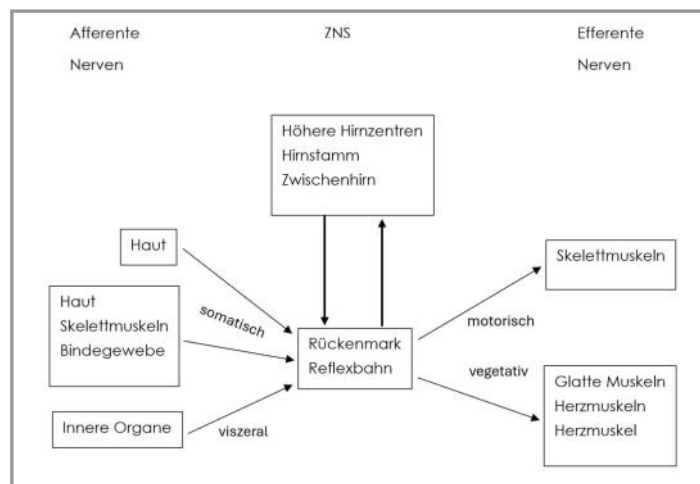 Afferente
Nerven
ZNS
Efferente
Nerven
Höhere Hirnzentren
Hirnstamm
Zwischenhirn
Haut
Haut
Skelettmuskeln
Bindegewebe
somatisch
Innere Organe
viszeral
Rückenmark
Reflexbahn
motorisch
vegetativ
Skelettmuskeln
Glatte Muskeln
Herzmuskeln
Herzmuskel